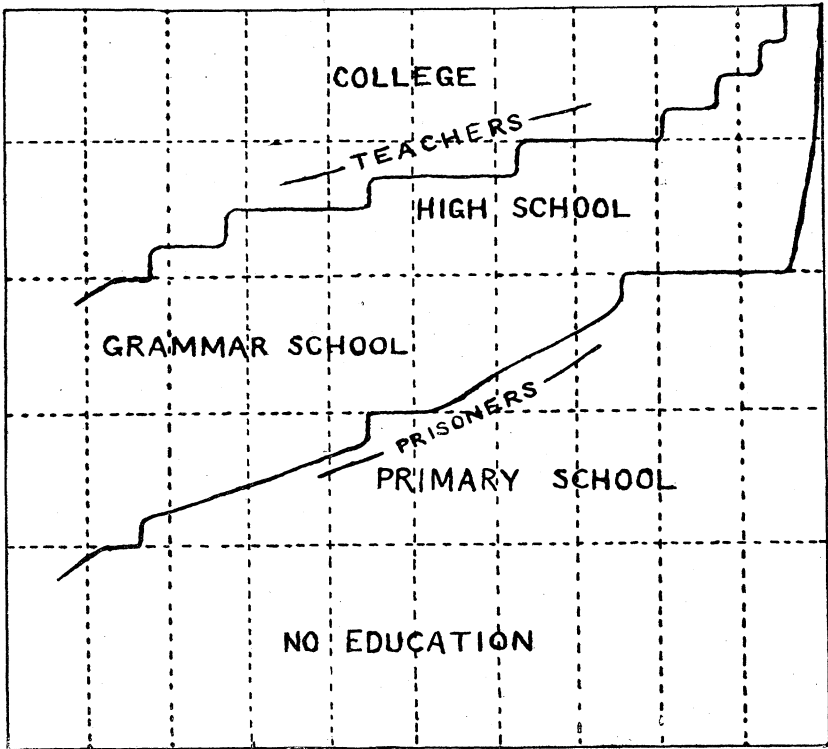 COLLEGE
TEACHERS
HIGH SCHOOL
GRAMMAR SCHOOL
PRISONERS
PRIMARY SCHOOL
NO EDUCATION